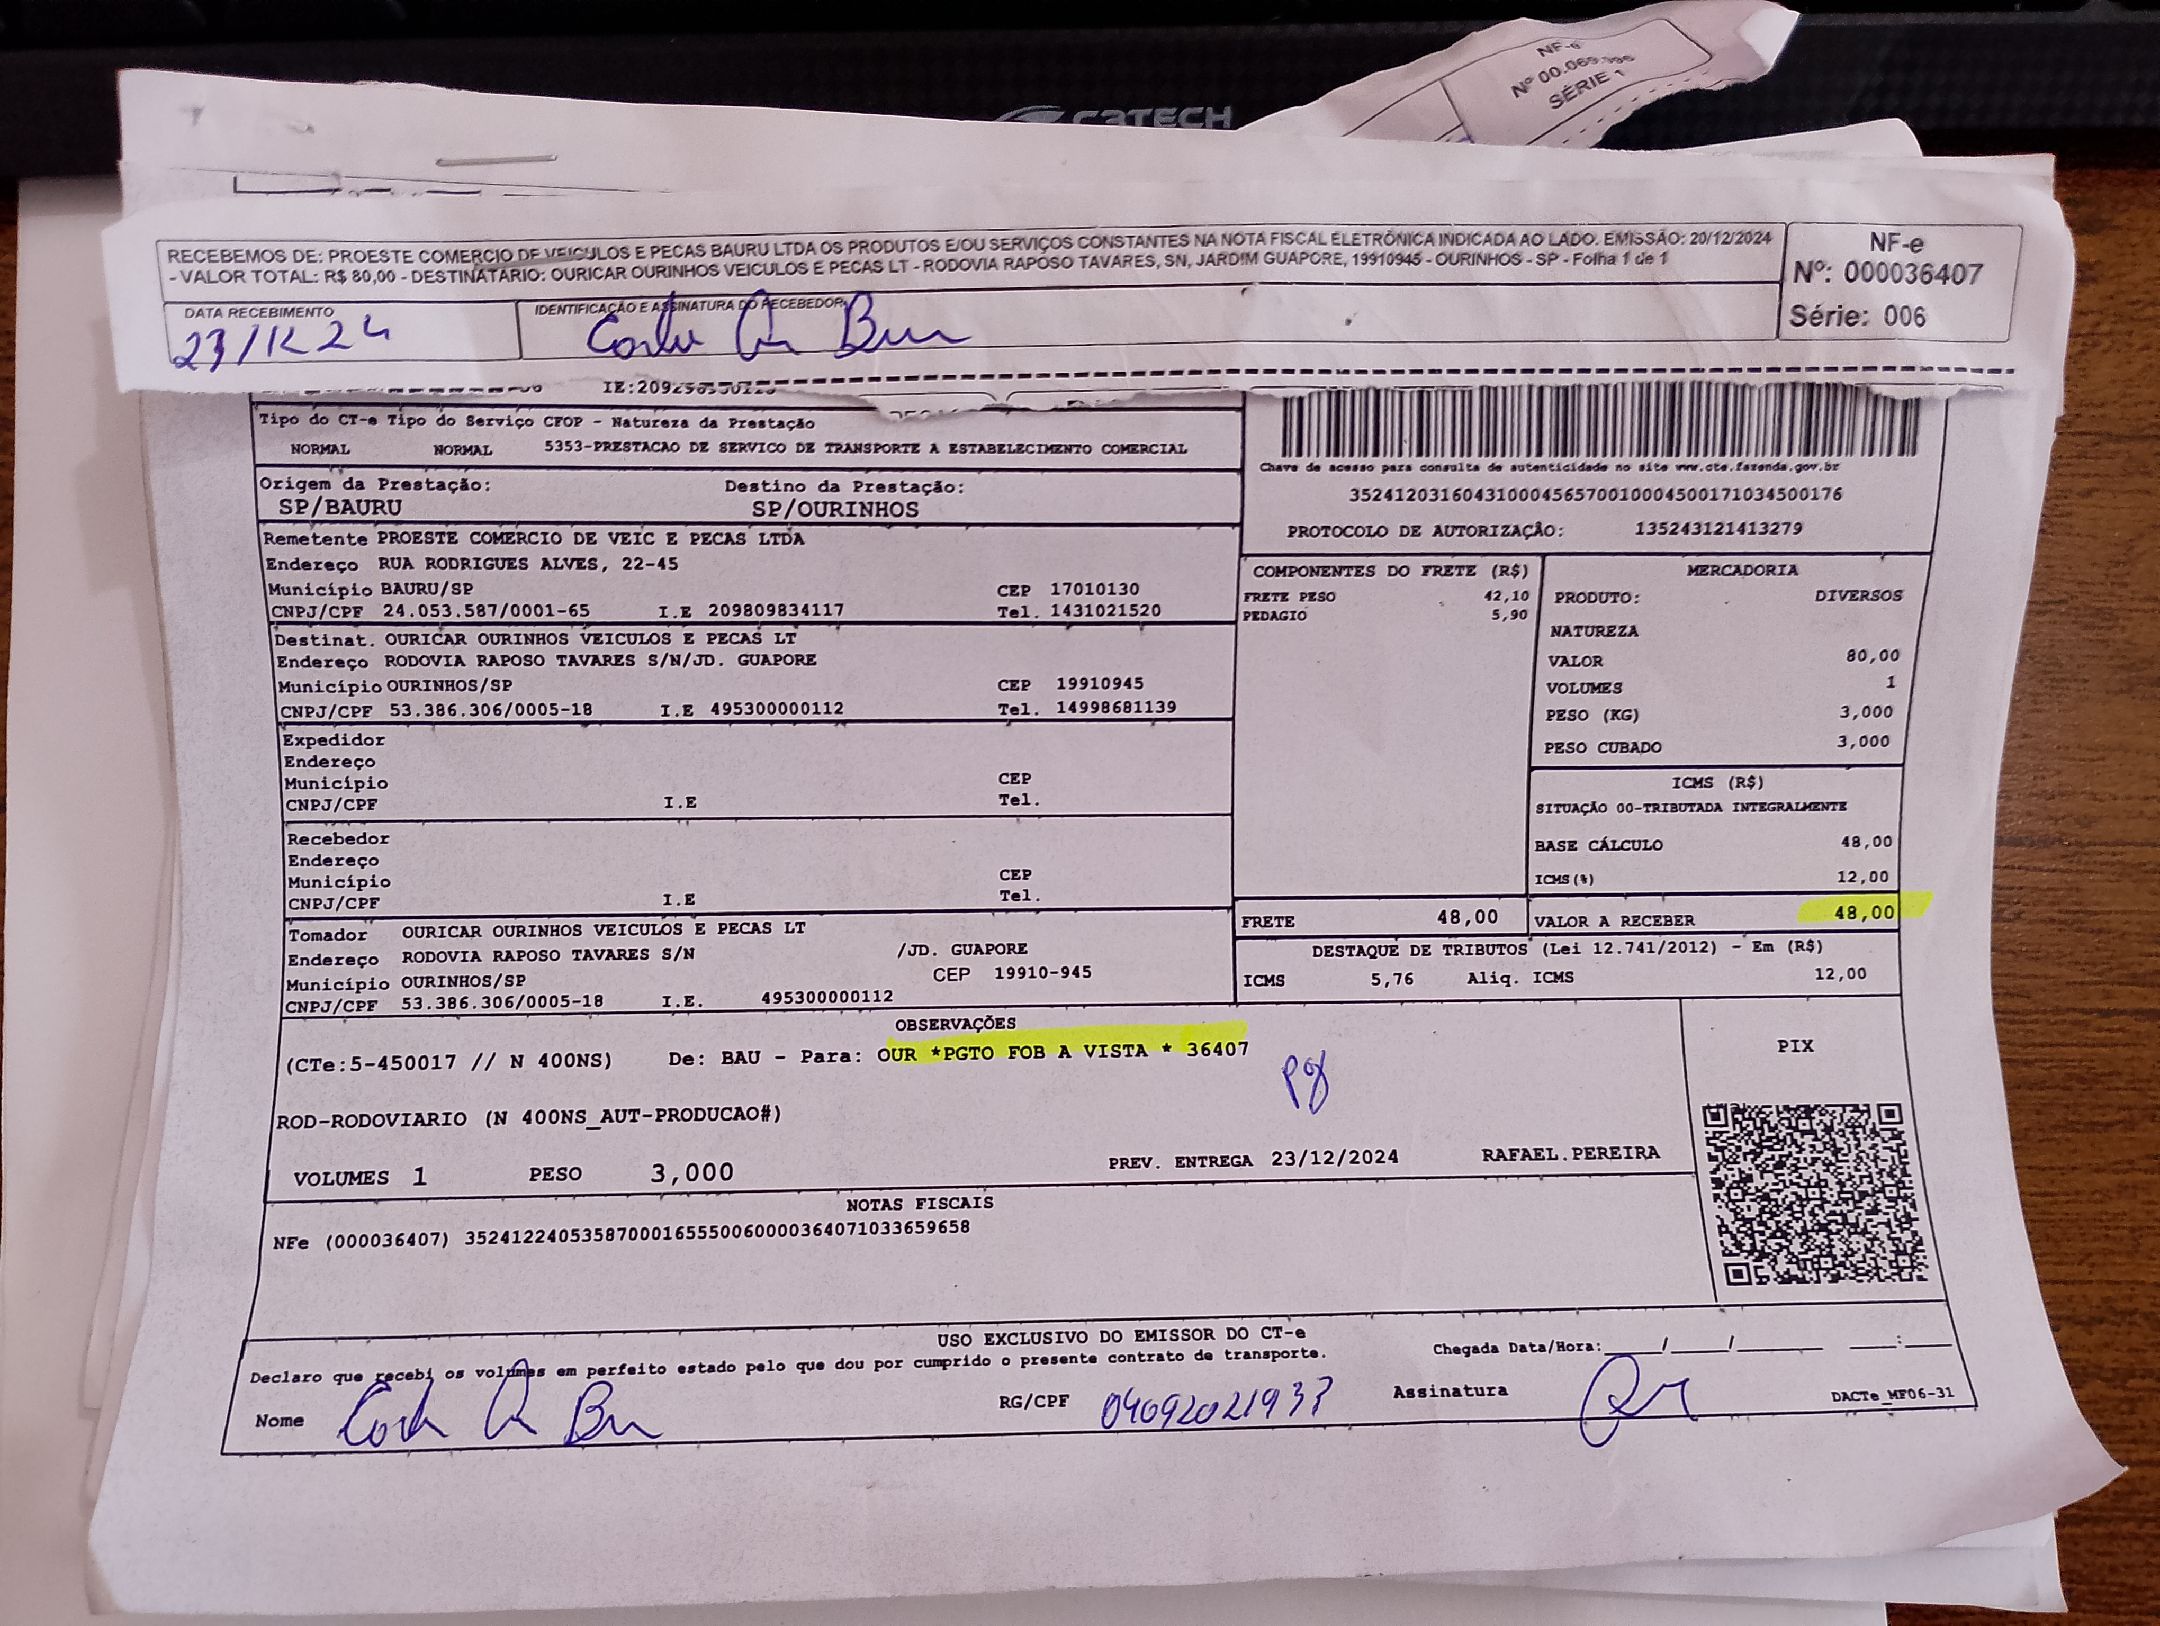 NF-e
SÉRIE 1
C3TECH
RECEBEMOS DE: PROESTE COMERCIO DE VEICULOS E PECAS BAURU LTDA OS PRODUTOS E/OU SERVIÇOS CONSTANTES NA NOTA FISCAL ELETRÔNICA INDICADA AO LADO. EMISSÃO: 20/12/2024
- VALOR TOTAL: R$ 80,00 - DESTINATÁRIO: OURICAR OURINHOS VEICULOS E PECAS LT - RODOVIA RAPOSO TAVARES, SN, JARDIM GUAPORE, 19910945 - OURINHOS - SP - Folha 1 de 1
NF-e
Nº: 000036407
Série: 006
DATA RECEBIMENTO
23/12 24
IDENTIFICAÇÃO E ASSINATURA DO RECEBEDOR
Tipo do CT-e Tipo do Serviço CFOP - Natureza da Prestação
NORMAL NORMAL 5353-PRESTACAO DE SERVICO DE TRANSPORTE A ESTABELECIMENTO COMERCIAL
Origem da Prestação: Destino da Prestação:
SP/BAURU SP/OURINHOS
Chave de acesso para consulta de autenticidade no site www.cte.fazenda.gov.br
35241203160431000456570010004500171034500176
PROTOCOLO DE AUTORIZAÇÃO: 135243121413279
Remetente PROESTE COMERCIO DE VEIC E PECAS LTDA
Endereço RUA RODRIGUES ALVES, 22-45
Município BAURU/SP CEP 17010130
CNPJ/CPF 24.053.587/0001-65 I.E 209809834117 Tel. 1431021520
Destinat. OURICAR OURINHOS VEICULOS E PECAS LT
Endereço RODOVIA RAPOSO TAVARES S/N/JD. GUAPORE
Município OURINHOS/SP CEP 19910945
CNPJ/CPF 53.386.306/0005-18 I.E 495300000112 Tel. 14998681139
Expedidor
Endereço
Município CEP
CNPJ/CPF I.E Tel.
Recebedor
Endereço
Município CEP
CNPJ/CPF I.E Tel.
Tomador OURICAR OURINHOS VEICULOS E PECAS LT
Endereço RODOVIA RAPOSO TAVARES S/N /JD. GUAPORE
Município OURINHOS/SP CEP 19910-945
CNPJ/CPF 53.386.306/0005-18 I.E. 495300000112
COMPONENTES DO FRETE (R$)
FRETE PESO 42,10
PEDAGIO 5,90
FRETE 48,00
MERCADORIA
PRODUTO: DIVERSOS
NATUREZA
VALOR 80,00
VOLUMES 1
PESO (KG) 3,000
PESO CUBADO 3,000
ICMS (R$)
SITUAÇÃO 00-TRIBUTADA INTEGRALMENTE
BASE CÁLCULO 48,00
ICMS(%) 12,00
VALOR A RECEBER 48,00
DESTAQUE DE TRIBUTOS (Lei 12.741/2012) - Em (R$)
ICMS 5,76 Aliq. ICMS 12,00
OBSERVAÇÕES
(CTe:5-450017 // N 400NS) De: BAU - Para: OUR *PGTO FOB A VISTA * 36407
pg
ROD-RODOVIARIO (N 400NS_AUT-PRODUCAO#)
VOLUMES 1 PESO 3,000 PREV. ENTREGA 23/12/2024 RAFAEL.PEREIRA
PIX
NOTAS FISCAIS
NFe (000036407) 35241224053587000165550060000364071033659658
USO EXCLUSIVO DO EMISSOR DO CT-e
Declaro que recebi os volumes em perfeito estado pelo que dou por cumprido o presente contrato de transporte.
Chegada Data/Hora:____/____/______ ____:____
Nome RG/CPF Assinatura
DACTe_MF06-31